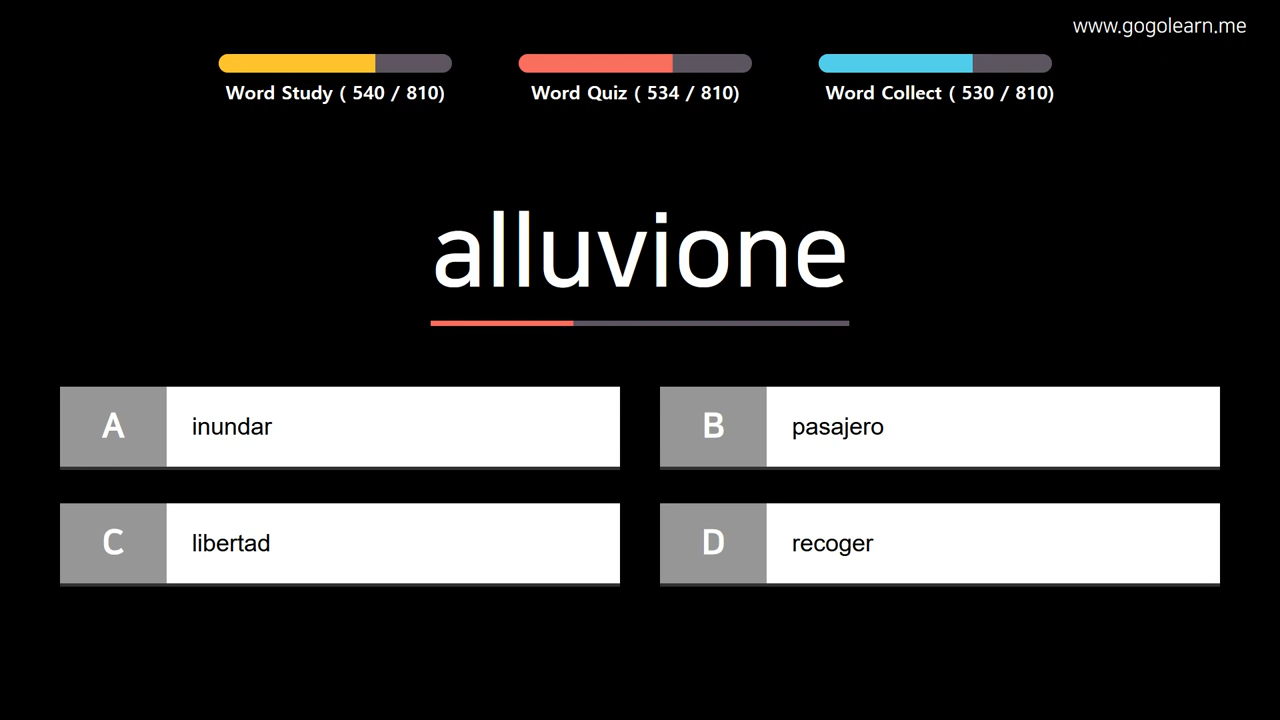 www.gogolearn.me
Word Study ( 540 / 810)
Word Quiz ( 534 / 810)
Word Collect ( 530 / 810)
alluvione
A inundar
B pasajero
C libertad
D recoger